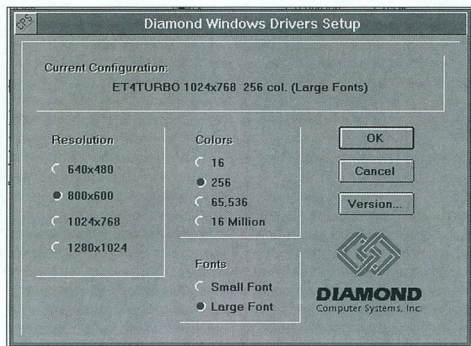 DPS
Diamond Windows Drivers Setup
Current Configuration:
ET4TURBO 1024x768 256 col. (Large Fonts)
Resolution
640x480
800x600
1024x768
1280x1024
Colors
16
256
65,536
16 Million
Fonts
Small Font
Large Font
OK
Cancel
Version...
DIAMOND
Computer Systems, Inc.